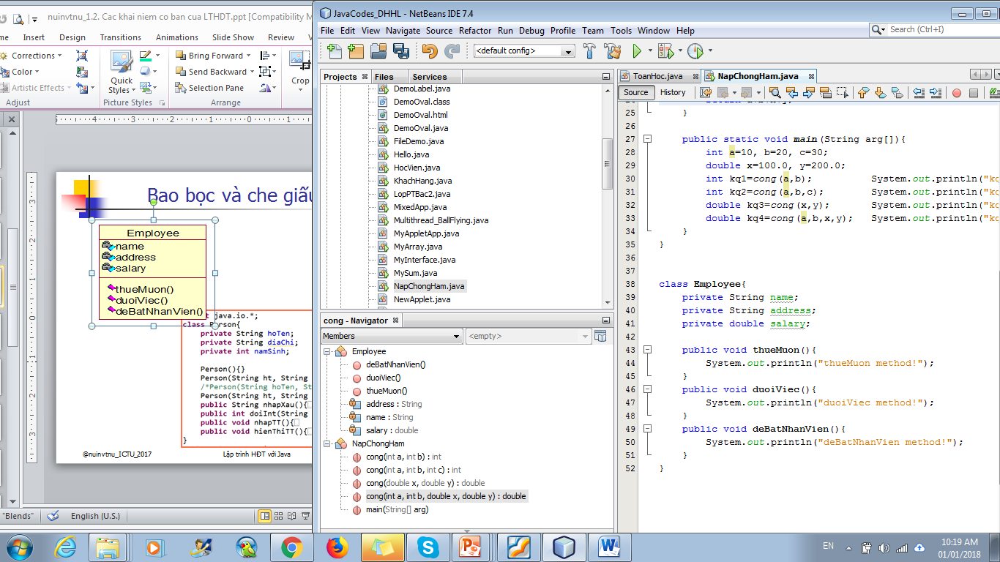 nuinvtnu_1.2. Cac khai niem co ban cua LTHDT.ppt [Compatibility M
Insert Design Transitions Animations Slide Show Review
Corrections
Color
Artistic Effects
Adjust
Quick
Styles
Picture Styles
Bring Forward
Send Backward
Selection Pane
Arrange
Crop
4 3 2 1 0 1
Bao bọc và che giấu
Employee
name
address
salary
thueMuon()
duoiViec()
deBatNhanVien()
java.io.*;
class Person{
private String hoTen;
private String diaChi;
private int namSinh;
Person(){}
Person(String ht, String
/*Person(String hoTen, St
Person(String ht, String
public String nhapXau(){
public int doiInt(String
public void nhapTT(){
public void hienThiTT(){
}
@nuinvtnu_ICTU_2017 Lập trình HĐT với Java
"Blends" English (U.S.)
JavaCodes_DHHL - NetBeans IDE 7.4
File Edit View Navigate Source Refactor Run Debug Profile Team Tools Window Help
Search (Ctrl+I)
<default config>
Projects Files Services
DemoLabel.java
DemoOval.class
DemoOval.html
DemoOval.java
FileDemo.java
Hello.java
HocVien.java
KhachHang.java
LopPTBac2.java
MixedApp.java
Multithread_BallFlying.java
MyAppletApp.java
MyArray.java
MyInterface.java
MySum.java
NapChongHam.java
NewApplet.java
cong - Navigator
Members <empty>
Employee
deBatNhanVien()
duoiViec()
thueMuon()
address : String
name : String
salary : double
NapChongHam
cong(int a, int b) : int
cong(int a, int b, int c) : int
cong(double x, double y) : double
cong(int a, int b, double x, double y) : double
main(String[] arg)
ToanHoc.java NapChongHam.java
Source History
25 }
26
27 public static void main(String arg[]){
28 int a=10, b=20, c=30;
29 double x=100.0, y=200.0;
30 int kq1=cong(a,b); System.out.println("kq
31 int kq2=cong(a,b,c); System.out.println("kq
32 double kq3=cong(x,y); System.out.println("kq
33 double kq4=cong(a,b,x,y); System.out.println("kq
34 }
35 }
36
37
38 class Employee{
39 private String name;
40 private String address;
41 private double salary;
42
43 public void thueMuon(){
44 System.out.println("thueMuon method!");
45 }
46 public void duoiViec(){
47 System.out.println("duoiViec method!");
48 }
49 public void deBatNhanVien(){
50 System.out.println("deBatNhanVien method!");
51 }
52 }
EN
10:19 AM
01/01/2018